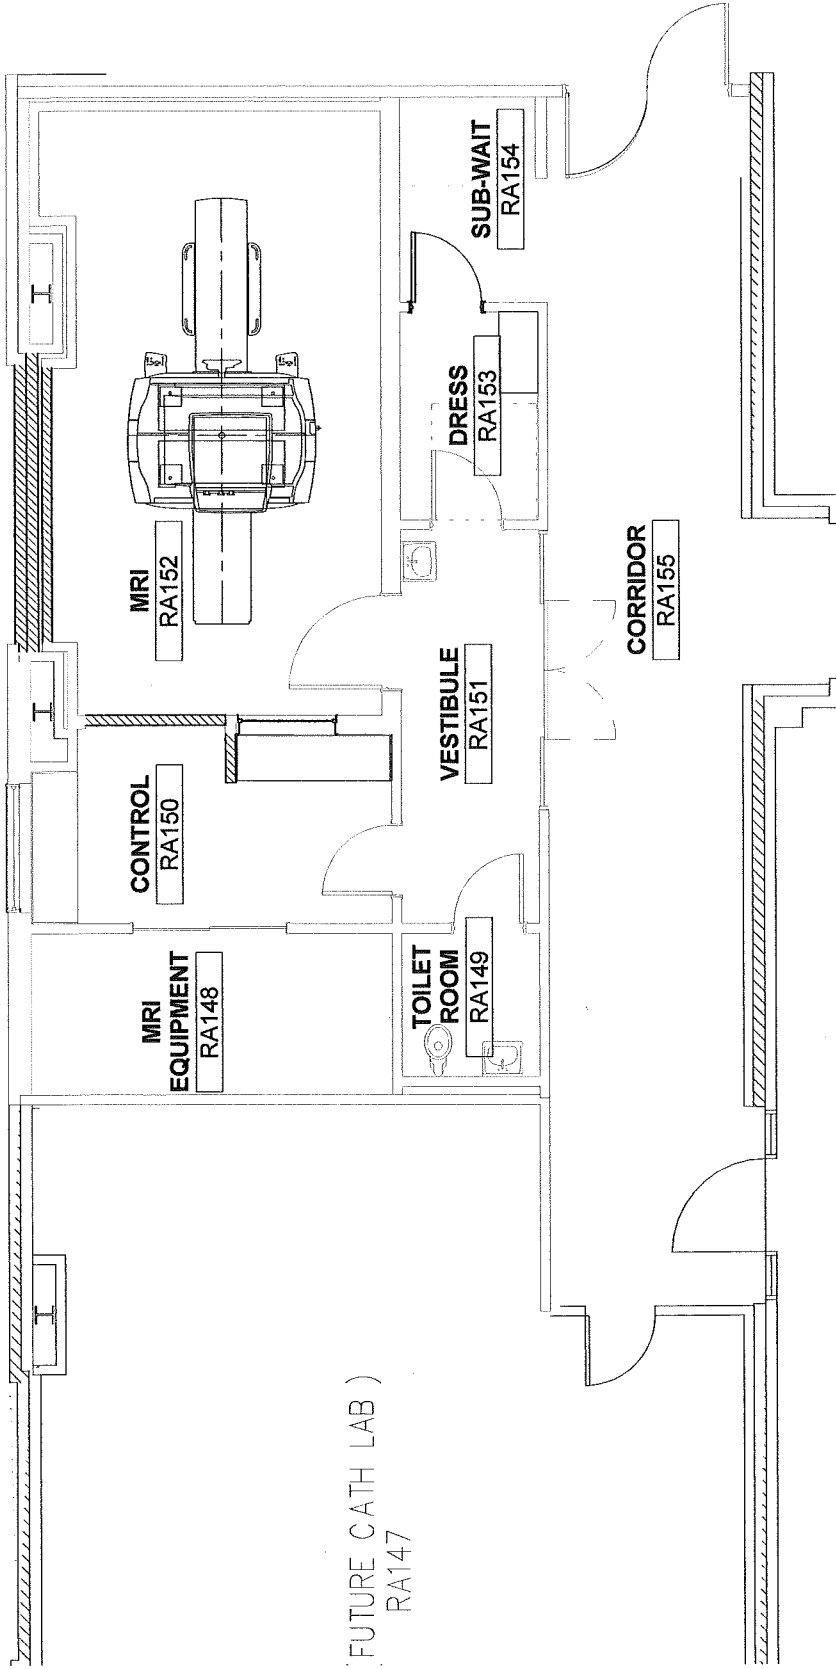 SUB-WAIT
RA154
DRESS
RA153
MRI
RA152
VESTIBULE
RA151
CORRIDOR
RA155
CONTROL
RA150
TOILET
ROOM
RA149
MRI
EQUIPMENT
RA148
FUTURE CATH LAB )
RA147